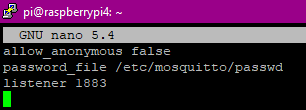 pi@raspberrypi4: ~
GNU nano 5.4
allow_anonymous false
password_file /etc/mosquitto/passwd
listener 1883